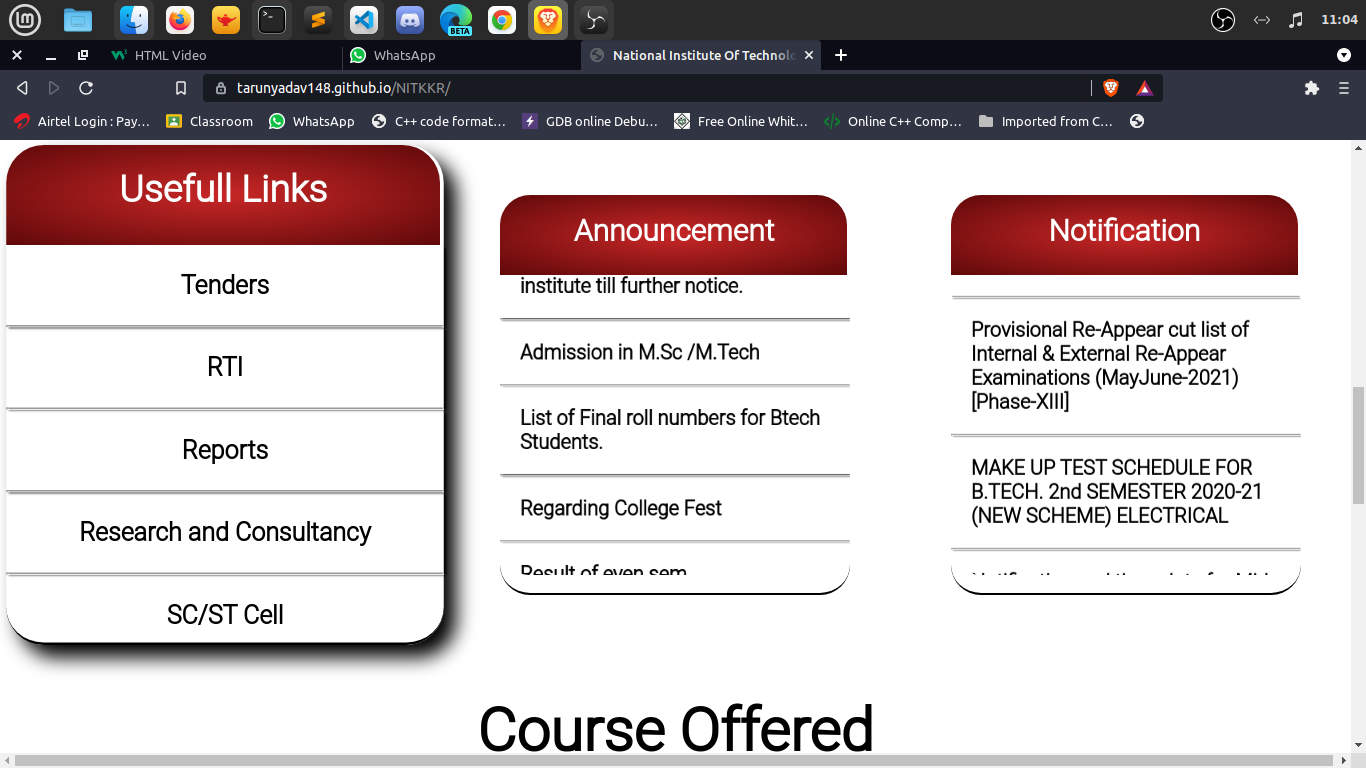 11:04
BETA
HTML Video
WhatsApp
National Institute Of Technolo
tarunyadav148.github.io/NITKKR/
Airtel Login : Pay…
Classroom
WhatsApp
C++ code format…
GDB online Debu…
Free Online Whit…
Online C++ Comp…
Imported from C…
Usefull Links
Tenders
RTI
Reports
Research and Consultancy
SC/ST Cell
Announcement
institute till further notice.
Admission in M.Sc /M.Tech
List of Final roll numbers for Btech
Students.
Regarding College Fest
Result of even sem
Notification
Provisional Re-Appear cut list of
Internal & External Re-Appear
Examinations (MayJune-2021)
[Phase-XIII]
MAKE UP TEST SCHEDULE FOR
B.TECH. 2nd SEMESTER 2020-21
(NEW SCHEME) ELECTRICAL
Course Offered